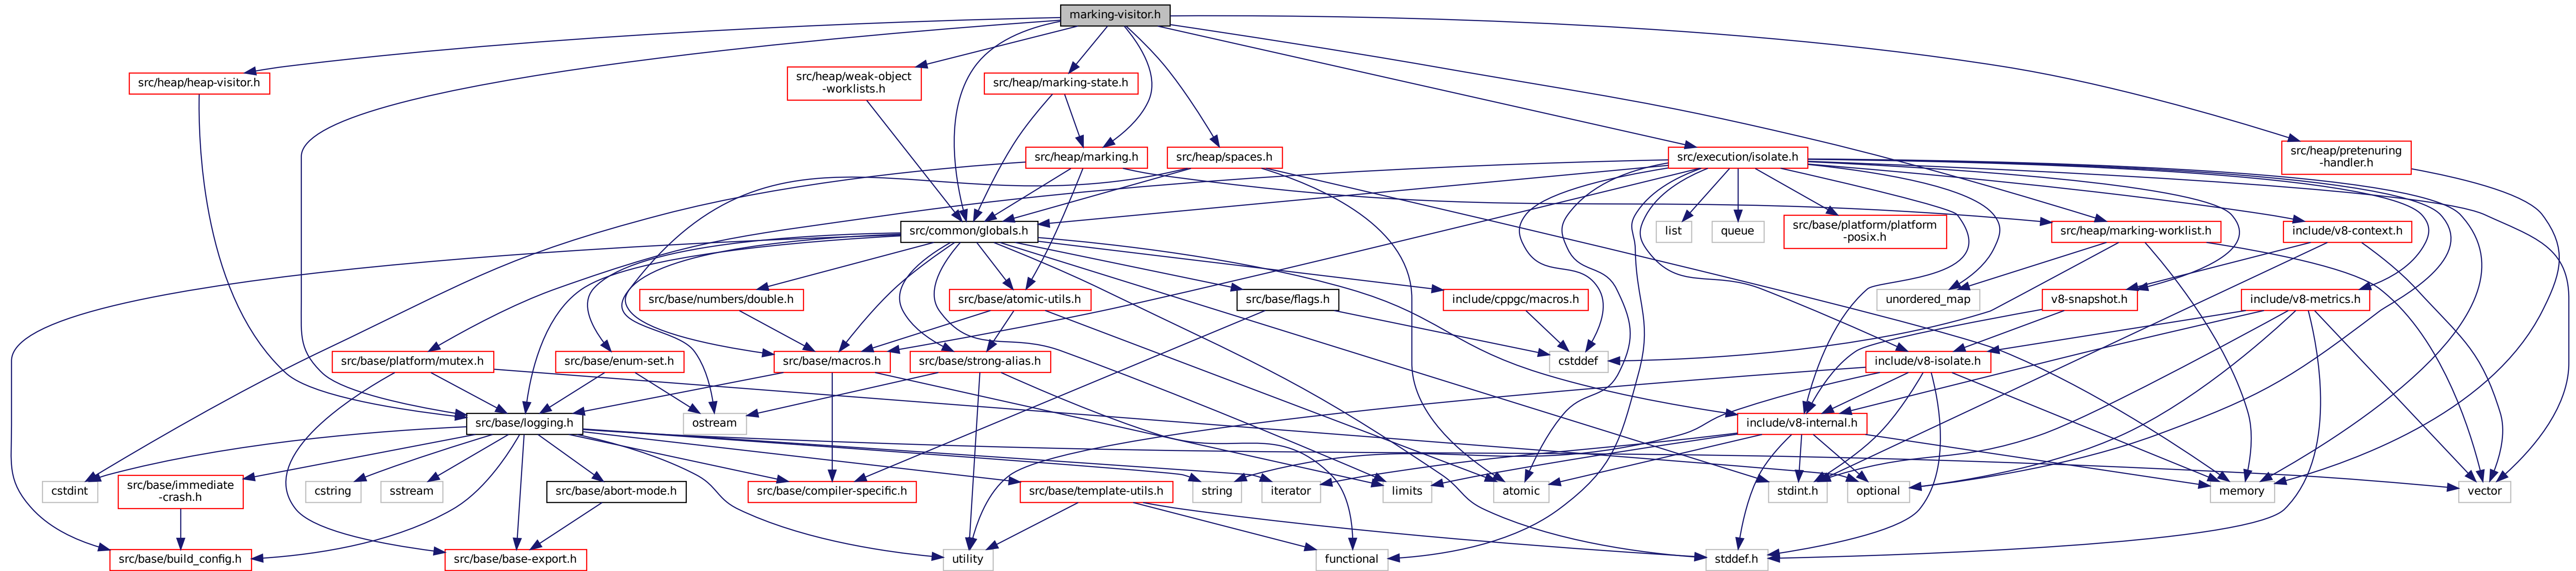 marking-visitor.h
src/heap/heap-visitor.h
src/heap/weak-object
-worklists.h
src/heap/marking-state.h
src/heap/marking.h
src/heap/spaces.h
src/execution/isolate.h
src/heap/pretenuring
-handler.h
src/common/globals.h
list
queue
src/base/platform/platform
-posix.h
src/heap/marking-worklist.h
include/v8-context.h
src/base/numbers/double.h
src/base/atomic-utils.h
src/base/flags.h
include/cppgc/macros.h
unordered_map
v8-snapshot.h
include/v8-metrics.h
src/base/platform/mutex.h
src/base/enum-set.h
src/base/macros.h
src/base/strong-alias.h
cstddef
include/v8-isolate.h
src/base/logging.h
ostream
include/v8-internal.h
cstdint
src/base/immediate
-crash.h
cstring
sstream
src/base/abort-mode.h
src/base/compiler-specific.h
src/base/template-utils.h
string
iterator
limits
atomic
stdint.h
optional
memory
vector
src/base/build_config.h
src/base/base-export.h
utility
functional
stddef.h